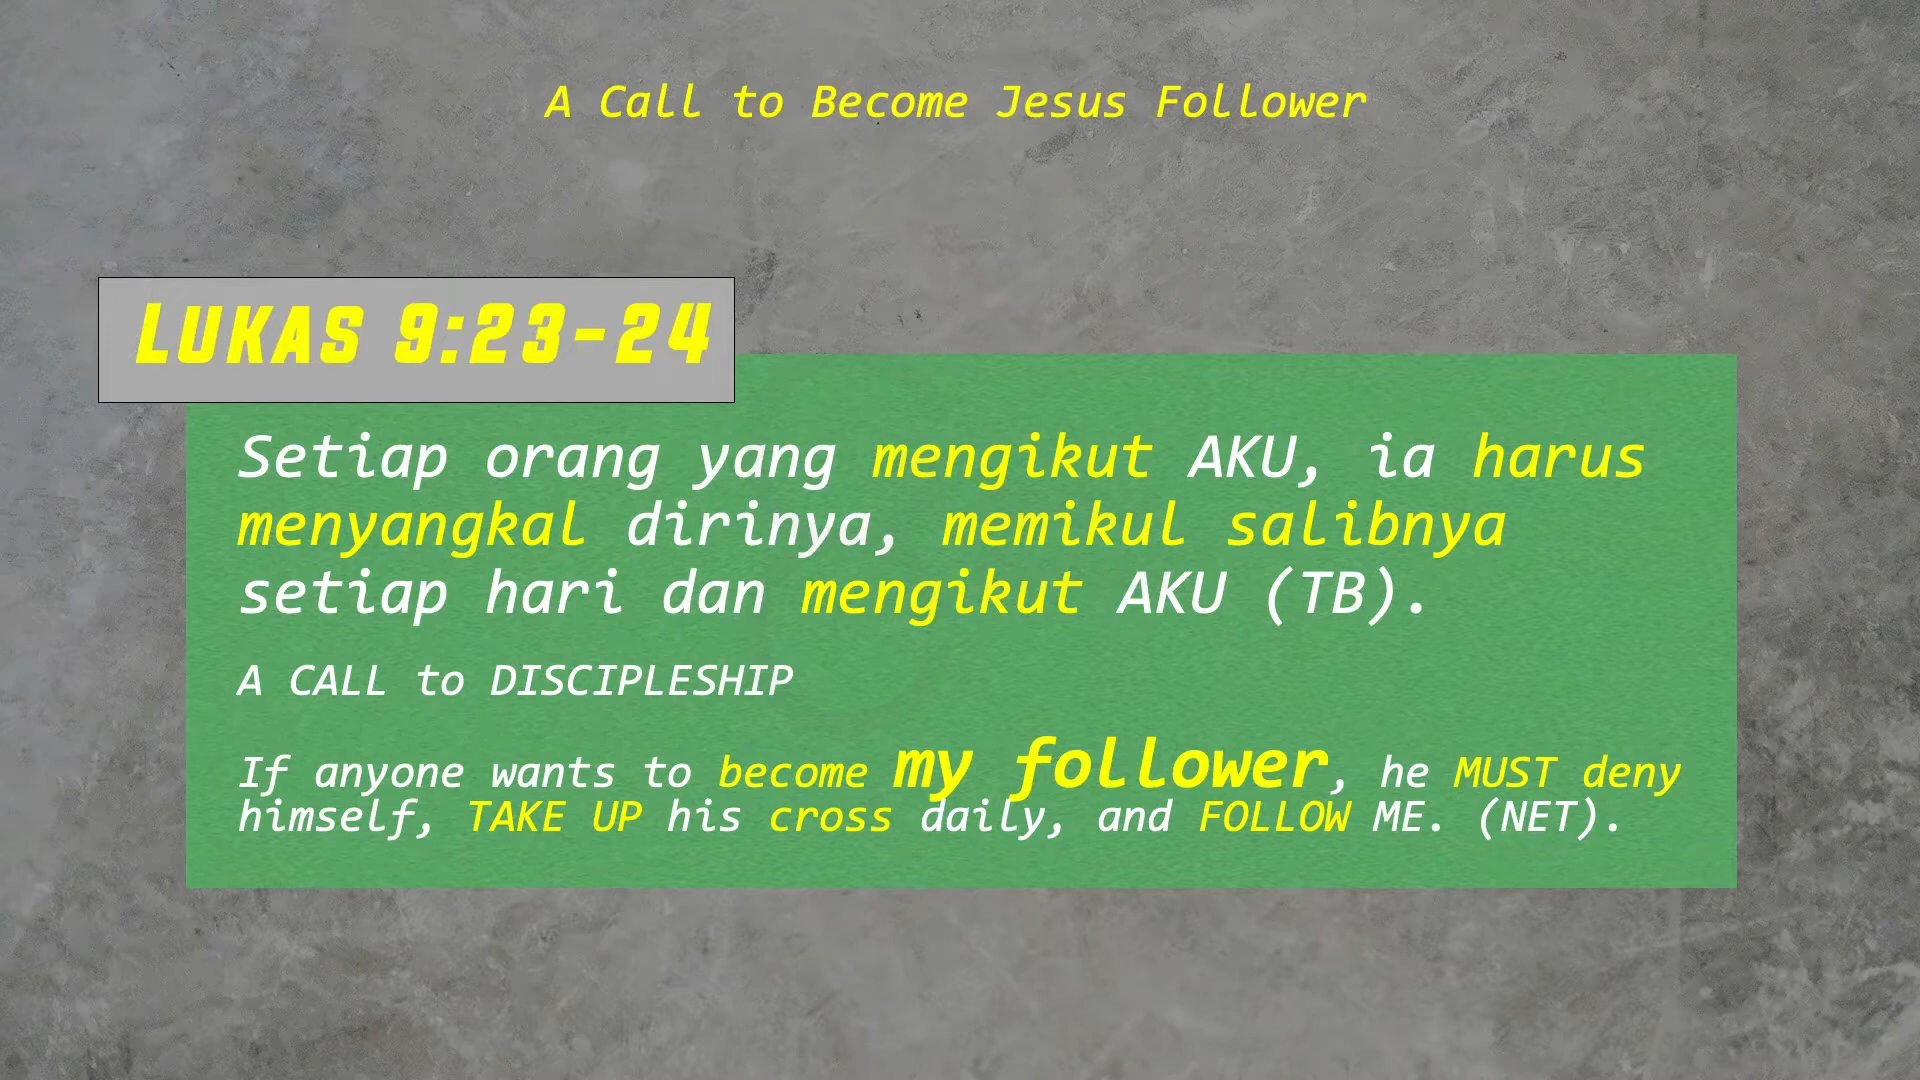 A Call to Become Jesus Follower
LUKAS 9:23-24
Setiap orang yang mengikut AKU, ia harus
menyangkal dirinya, memikul salibnya
setiap hari dan mengikut AKU (TB).
A CALL to DISCIPLESHIP
If anyone wants to become my follower, he MUST deny
himself, TAKE UP his cross daily, and FOLLOW ME. (NET).